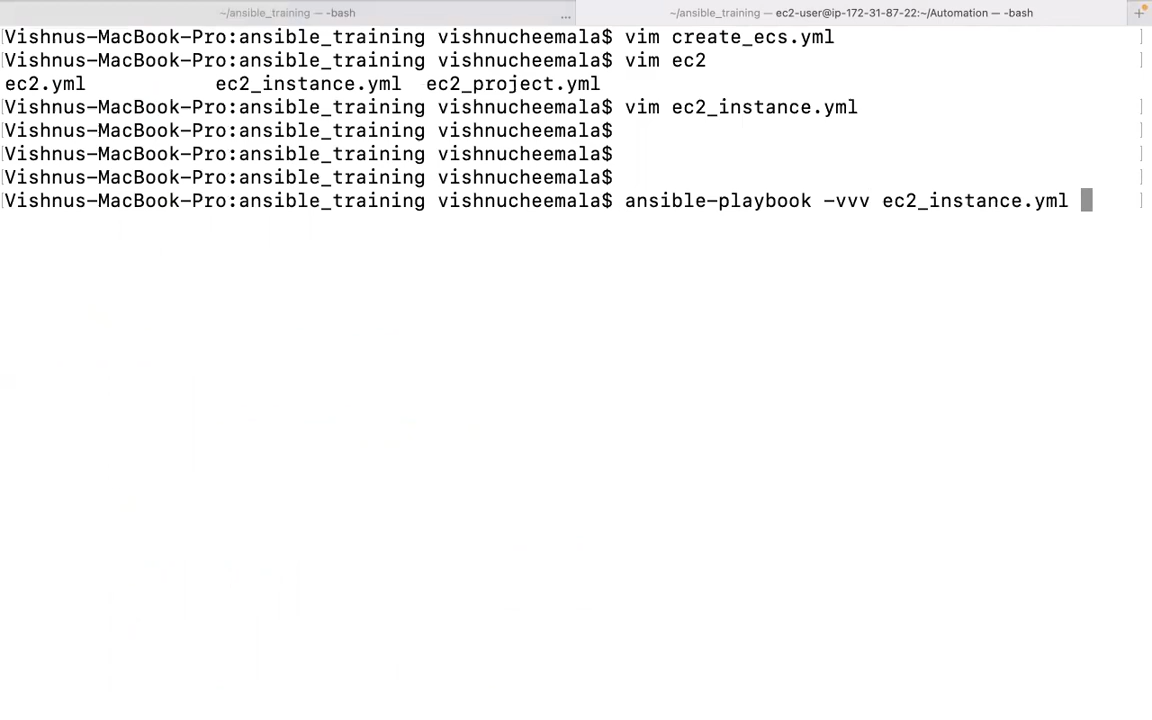 ~/ansible_training — -bash
...
~/ansible_training — ec2-user@ip-172-31-87-22:~/Automation — -bash
+
Vishnus-MacBook-Pro:ansible_training vishnucheemala$ vim create_ecs.yml
Vishnus-MacBook-Pro:ansible_training vishnucheemala$ vim ec2
ec2.yml ec2_instance.yml ec2_project.yml
Vishnus-MacBook-Pro:ansible_training vishnucheemala$ vim ec2_instance.yml
Vishnus-MacBook-Pro:ansible_training vishnucheemala$
Vishnus-MacBook-Pro:ansible_training vishnucheemala$
Vishnus-MacBook-Pro:ansible_training vishnucheemala$
Vishnus-MacBook-Pro:ansible_training vishnucheemala$ ansible-playbook -vvv ec2_instance.yml